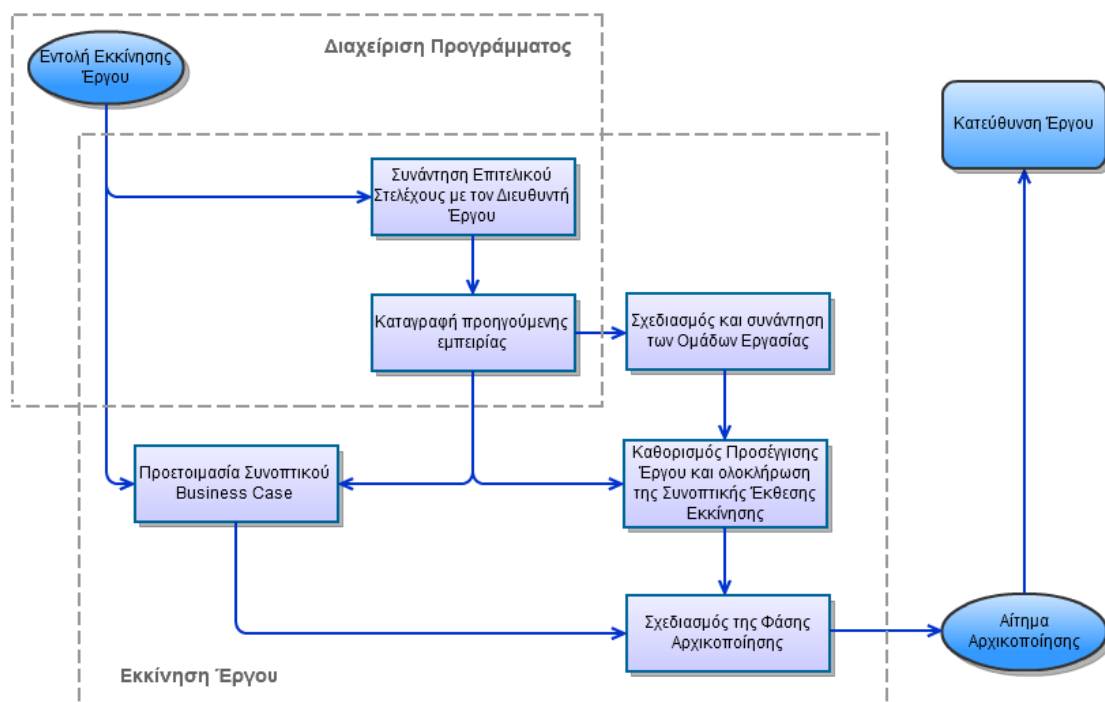 Διαχείριση Προγράμματος
Εντολή Εκκίνησης
Έργου
Κατεύθυνση Έργου
Συνάντηση Επιτελικού
Στελέχους με τον Διευθυντή
Έργου
Καταγραφή προηγούμενης
εμπειρίας
Σχεδιασμός και συνάντηση
των Ομάδων Εργασίας
Προετοιμασία Συνοπτικού
Business Case
Καθορισμός Προσέγγισης
Έργου και ολοκλήρωση
της Συνοπτικής Έκθεσης
Εκκίνησης
Σχεδιασμός της Φάσης
Αρχικοποίησης
Αίτημα
Αρχικοποίησης
Εκκίνηση Έργου